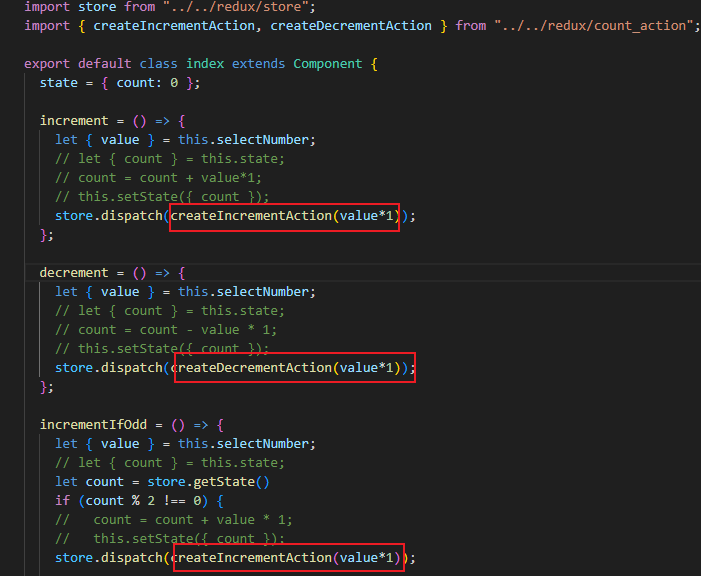 import store from "../../redux/store";
import { createIncrementAction, createDecrementAction } from "../../redux/count_action";
export default class index extends Component {
state = { count: 0 };
increment = () => {
let { value } = this.selectNumber;
// let { count } = this.state;
// count = count + value*1;
// this.setState({ count });
store.dispatch(createIncrementAction(value*1));
};
decrement = () => {
let { value } = this.selectNumber;
// let { count } = this.state;
// count = count - value * 1;
// this.setState({ count });
store.dispatch(createDecrementAction(value*1));
};
incrementIfOdd = () => {
let { value } = this.selectNumber;
// let { count } = this.state;
let count = store.getState()
if (count % 2 !== 0) {
//   count = count + value * 1;
//   this.setState({ count });
store.dispatch(createIncrementAction(value*1));